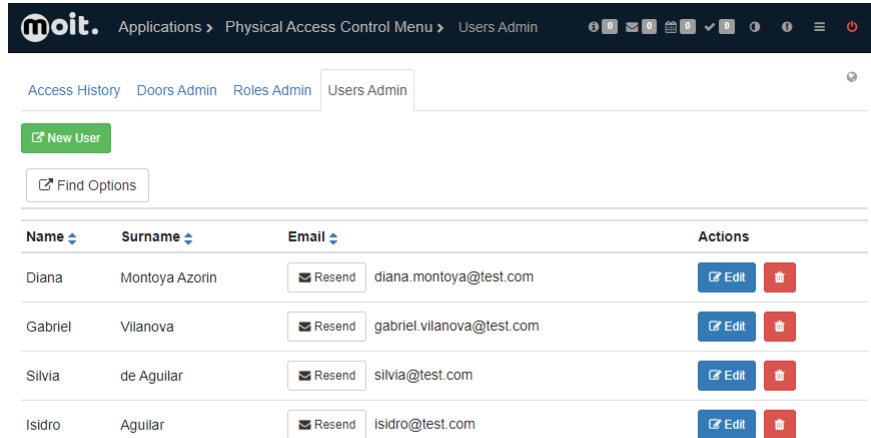 moit. Applications > Physical Access Control Menu > Users Admin 0 0 0 0
Access History Doors Admin Roles Admin Users Admin
New User
Find Options
Name Surname Email Actions
Diana Montoya Azorin Resend diana.montoya@test.com Edit
Gabriel Vilanova Resend gabriel.vilanova@test.com Edit
Silvia de Aguilar Resend silvia@test.com Edit
Isidro Aguilar Resend isidro@test.com Edit